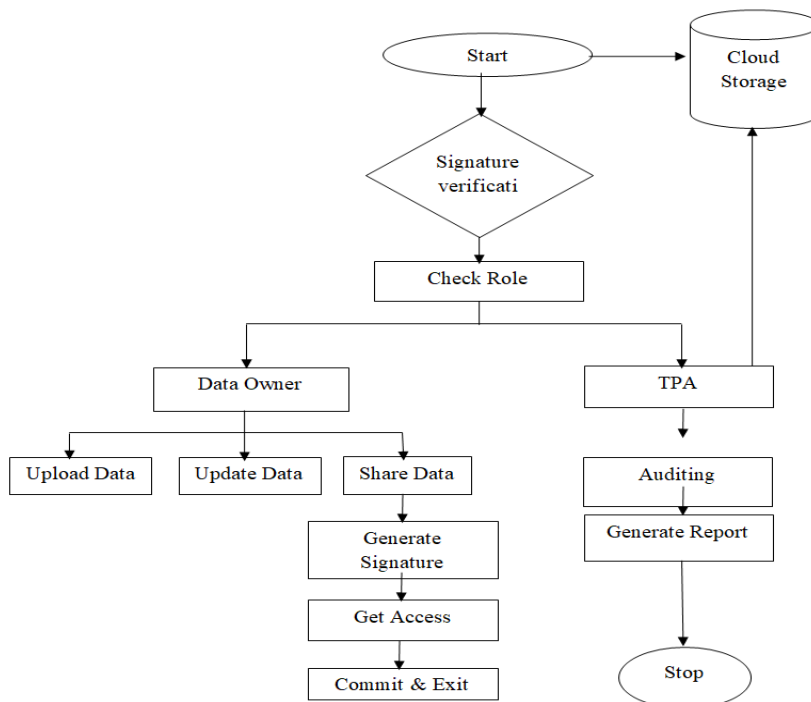 Start
Cloud
Storage
Signature
verificati
Check Role
Data Owner
TPA
Upload Data
Update Data
Share Data
Auditing
Generate
Signature
Generate Report
Get Access
Commit & Exit
Stop